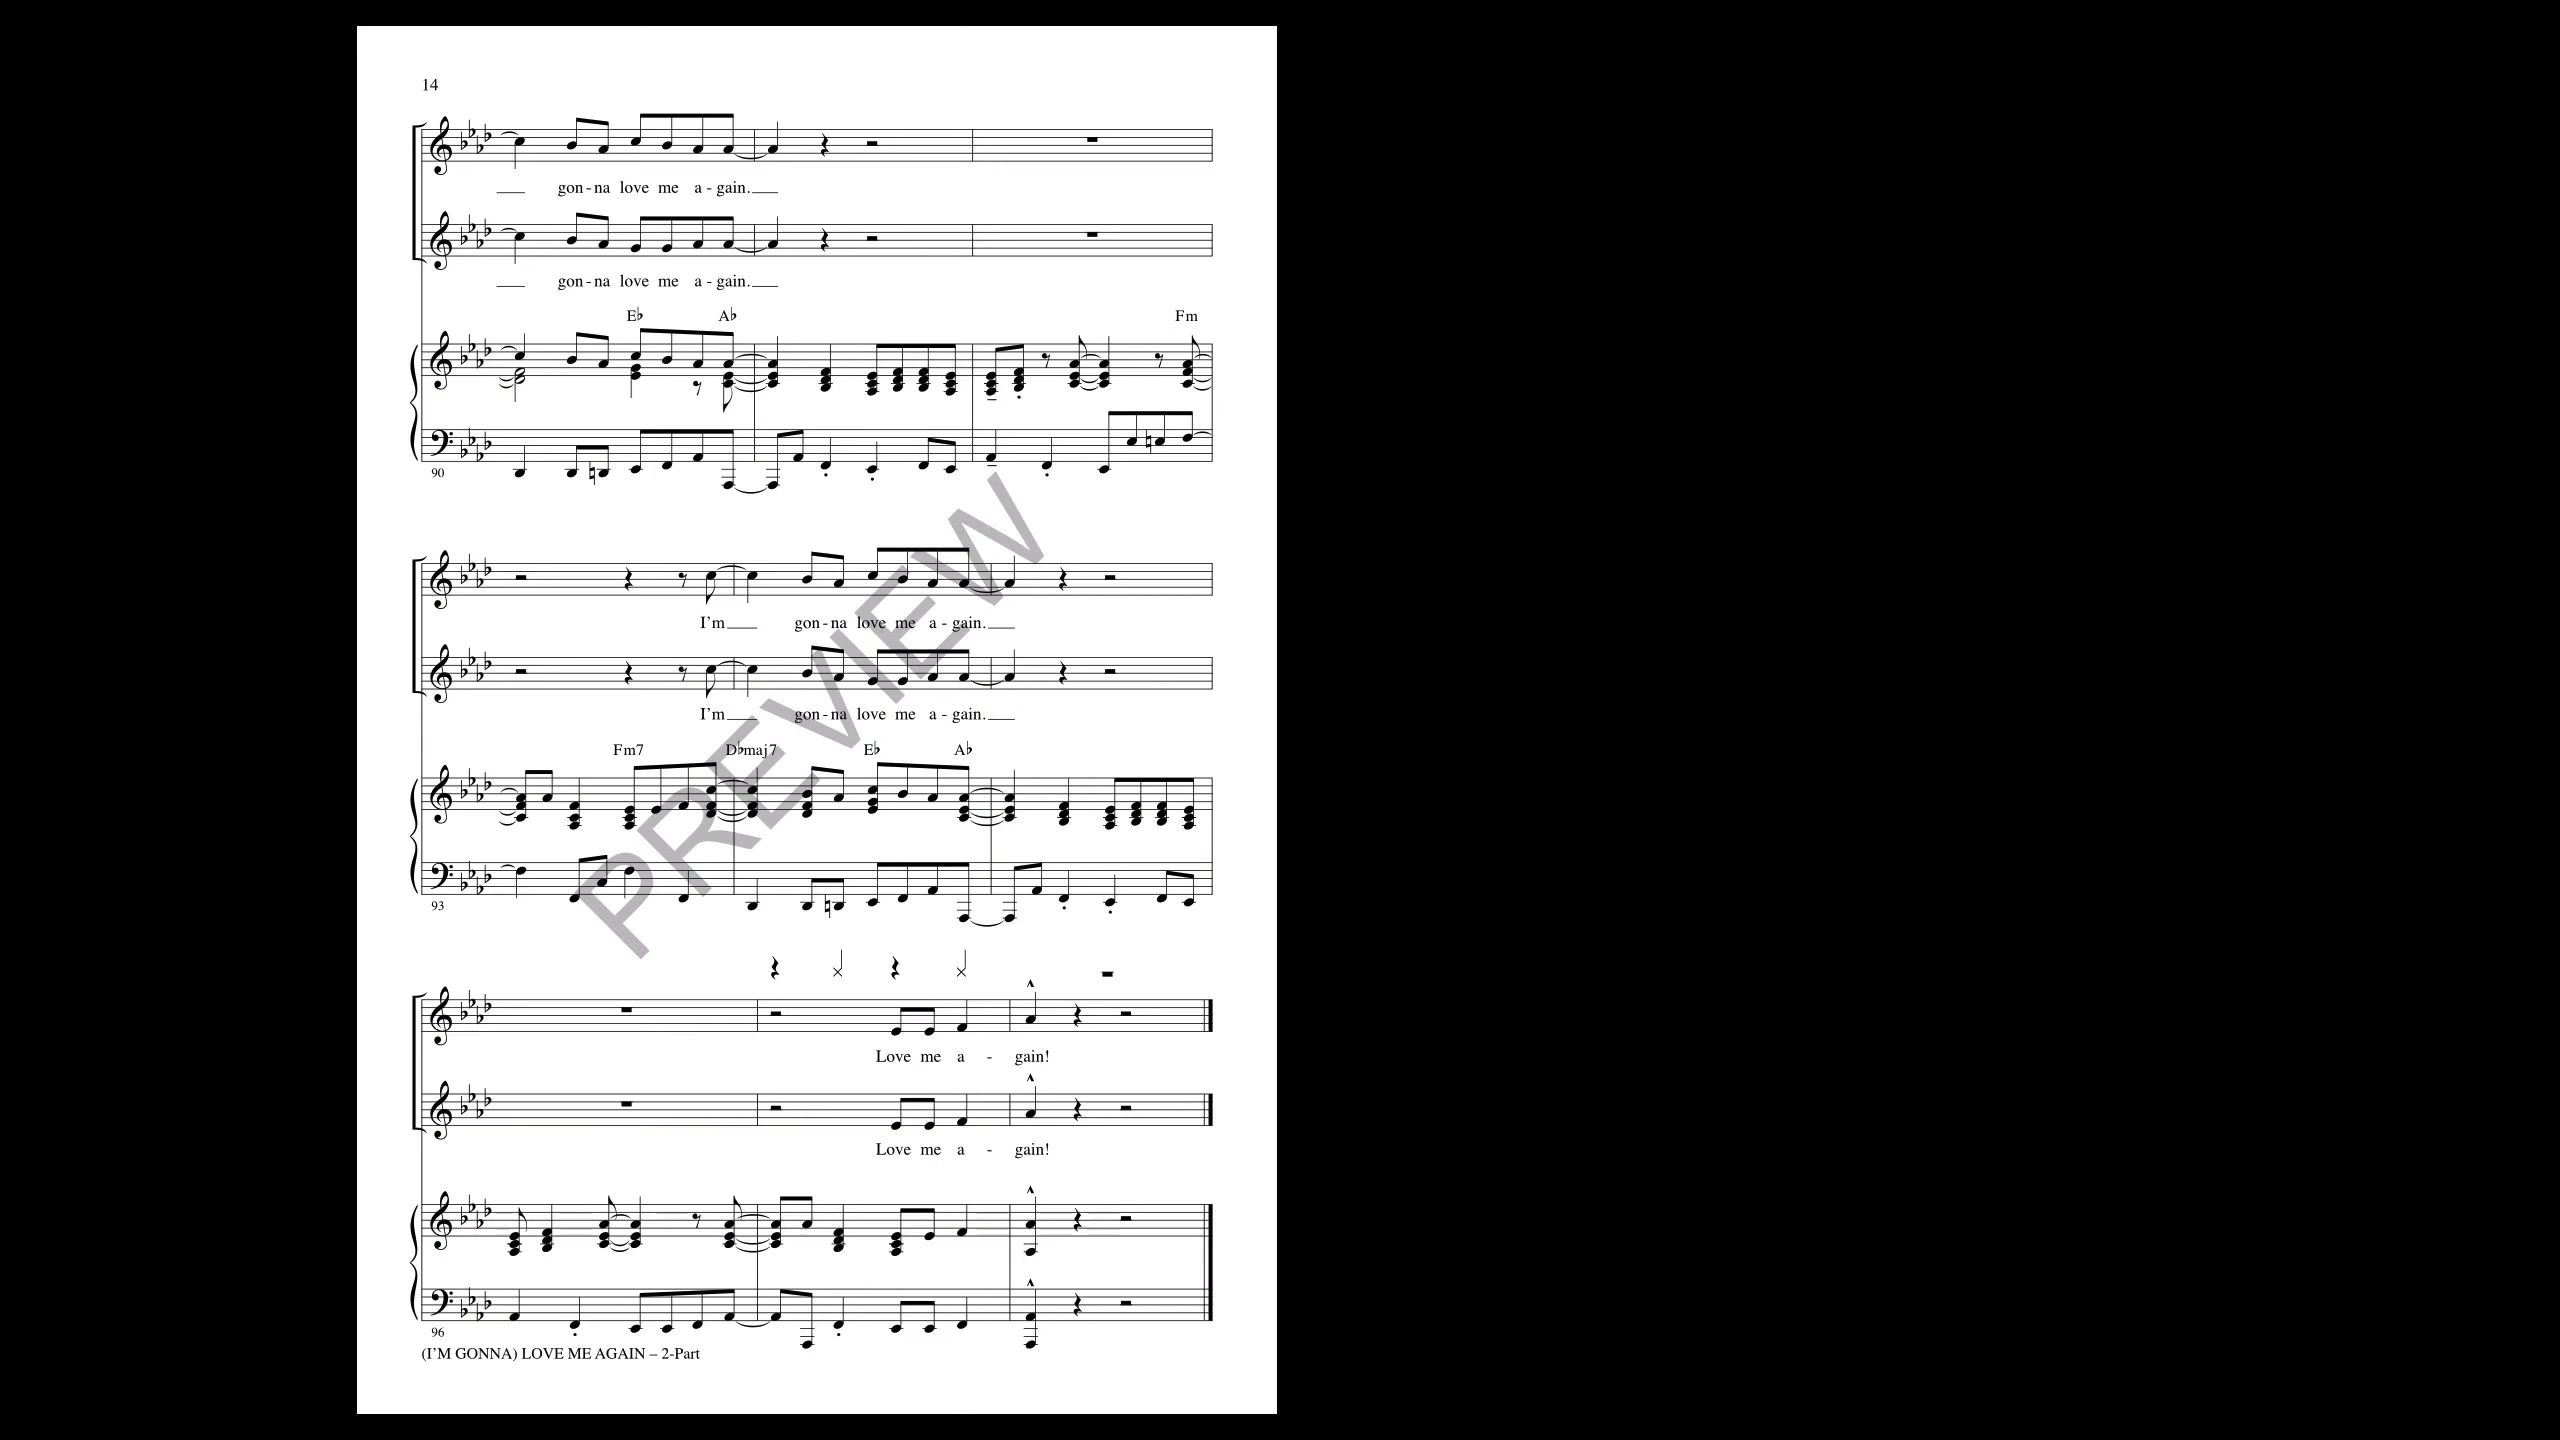 14
gon - na love me a - gain.
gon - na love me a - gain.
E♭ A♭ Fm
90
I'm gon - na love me a - gain.
I'm gon - na love me a - gain.
Fm7 D♭maj7 E♭ A♭
93
Love me a - gain!
Love me a - gain!
96
(I'M GONNA) LOVE ME AGAIN – 2-Part
PREVIEW